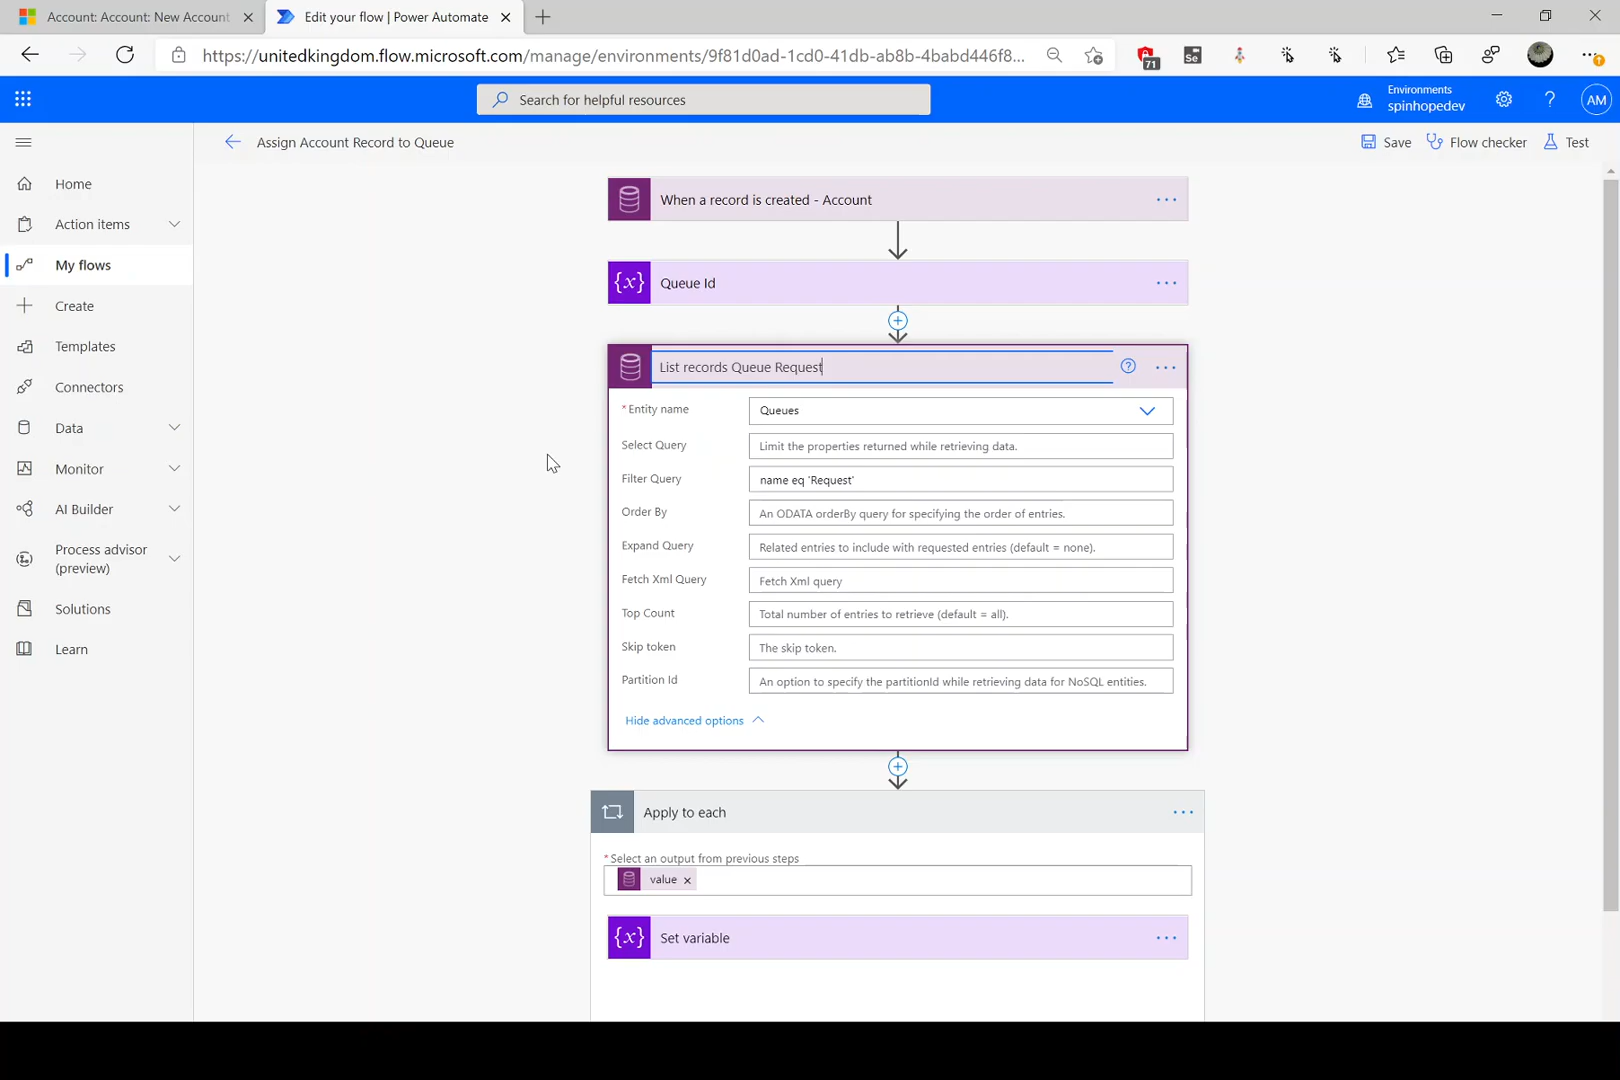 Account: Account: New Account
Edit your flow | Power Automate
https://unitedkingdom.flow.microsoft.com/manage/environments/9f81d0ad-1cd0-41db-ab8b-4babd446f8...
71
Se
Search for helpful resources
Environments
spinhopedev
?
AM
Assign Account Record to Queue
Save
Flow checker
Test
Home
Action items
My flows
Create
Templates
Connectors
Data
Monitor
AI Builder
Process advisor
(preview)
Solutions
Learn
When a record is created - Account
{x} Queue Id
List records Queue Request
*Entity name
Queues
Select Query
Limit the properties returned while retrieving data.
Filter Query
name eq 'Request'
Order By
An ODATA orderBy query for specifying the order of entries.
Expand Query
Related entries to include with requested entries (default = none).
Fetch Xml Query
Fetch Xml query
Top Count
Total number of entries to retrieve (default = all).
Skip token
The skip token.
Partition Id
An option to specify the partitionId while retrieving data for NoSQL entities.
Hide advanced options
Apply to each
*Select an output from previous steps
value
{x} Set variable